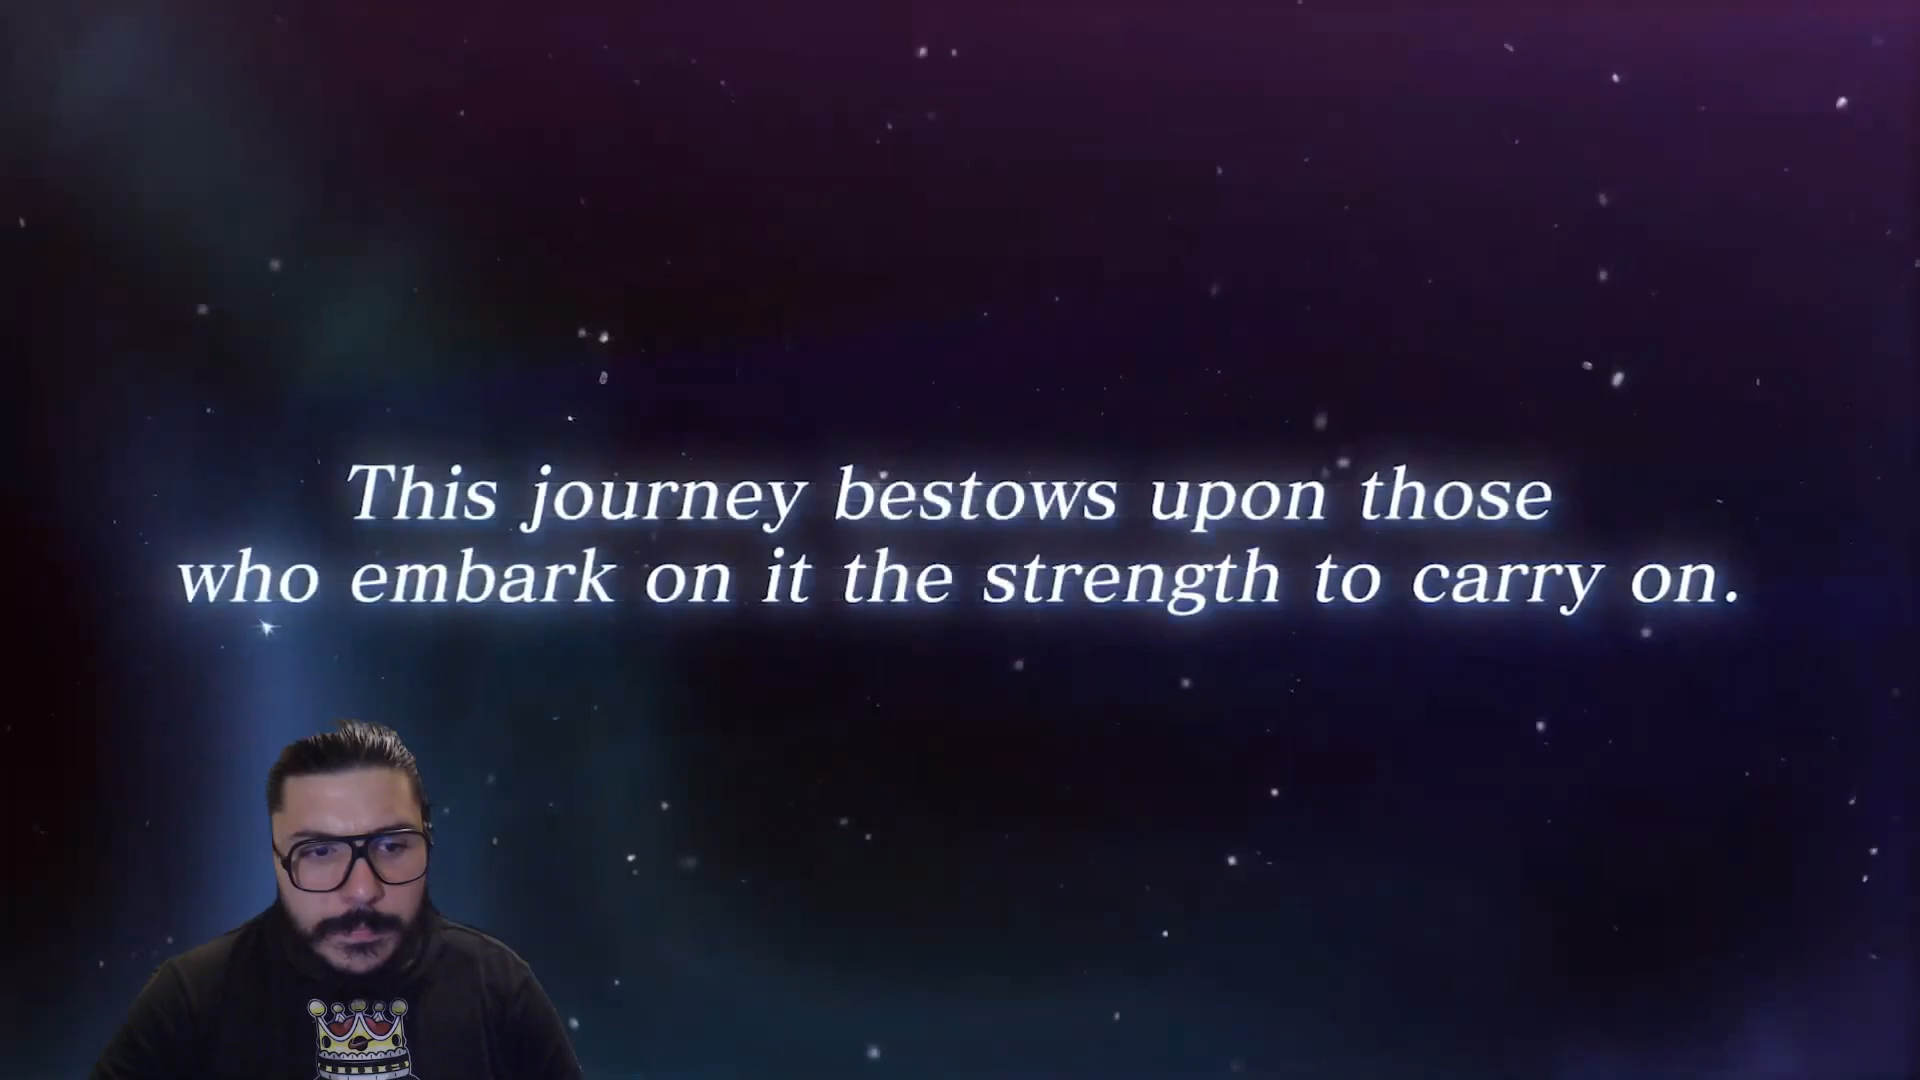 This journey bestows upon those
who embark on it the strength to carry on.